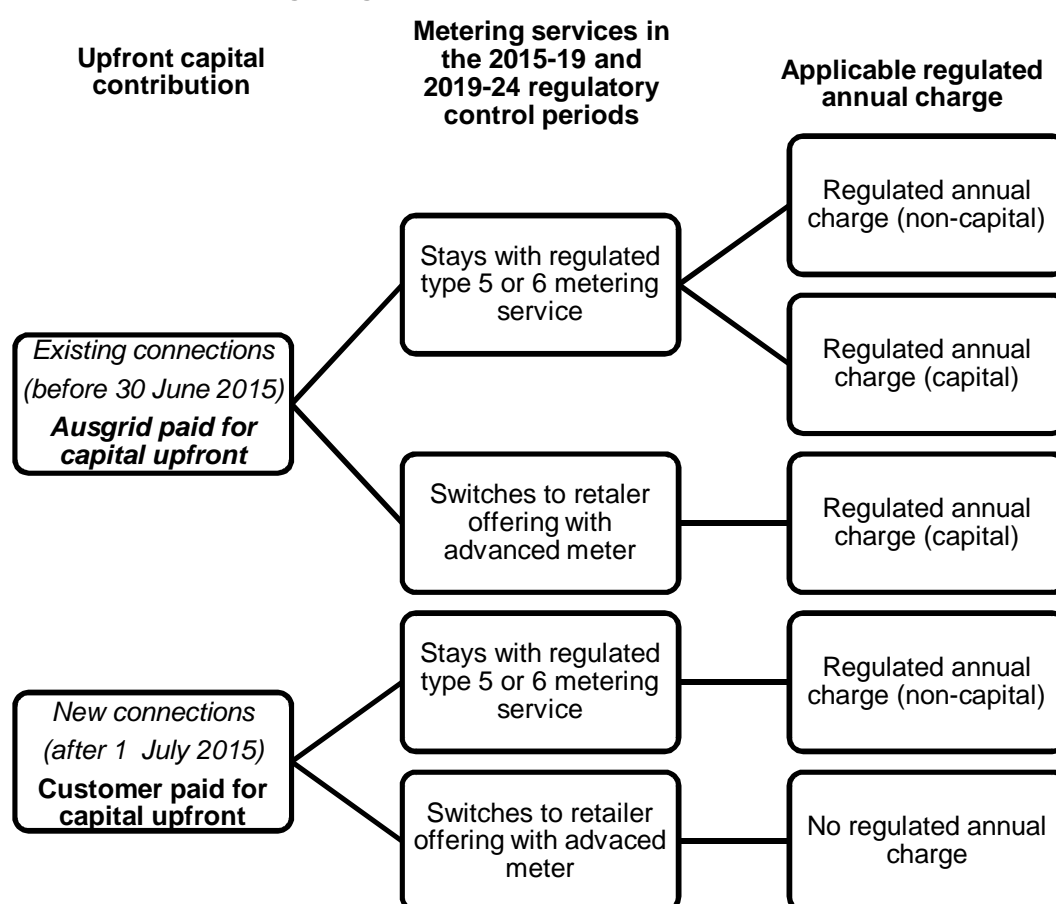 Upfront capital
contribution
Metering services in
the 2015-19 and
2019-24 regulatory
control periods
Applicable regulated
annual charge
Existing connections
(before 30 June 2015)
Ausgrid paid for
capital upfront
Stays with regulated
type 5 or 6 metering
service
Regulated annual
charge (non-capital)
Regulated annual
charge (capital)
Switches to retaler
offering with
advanced meter
Regulated annual
charge (capital)
New connections
(after 1 July 2015)
Customer paid for
capital upfront
Stays with regulated
type 5 or 6 metering
service
Regulated annual
charge (non-capital)
Switches to retailer
offering with advaced
meter
No regulated annual
charge